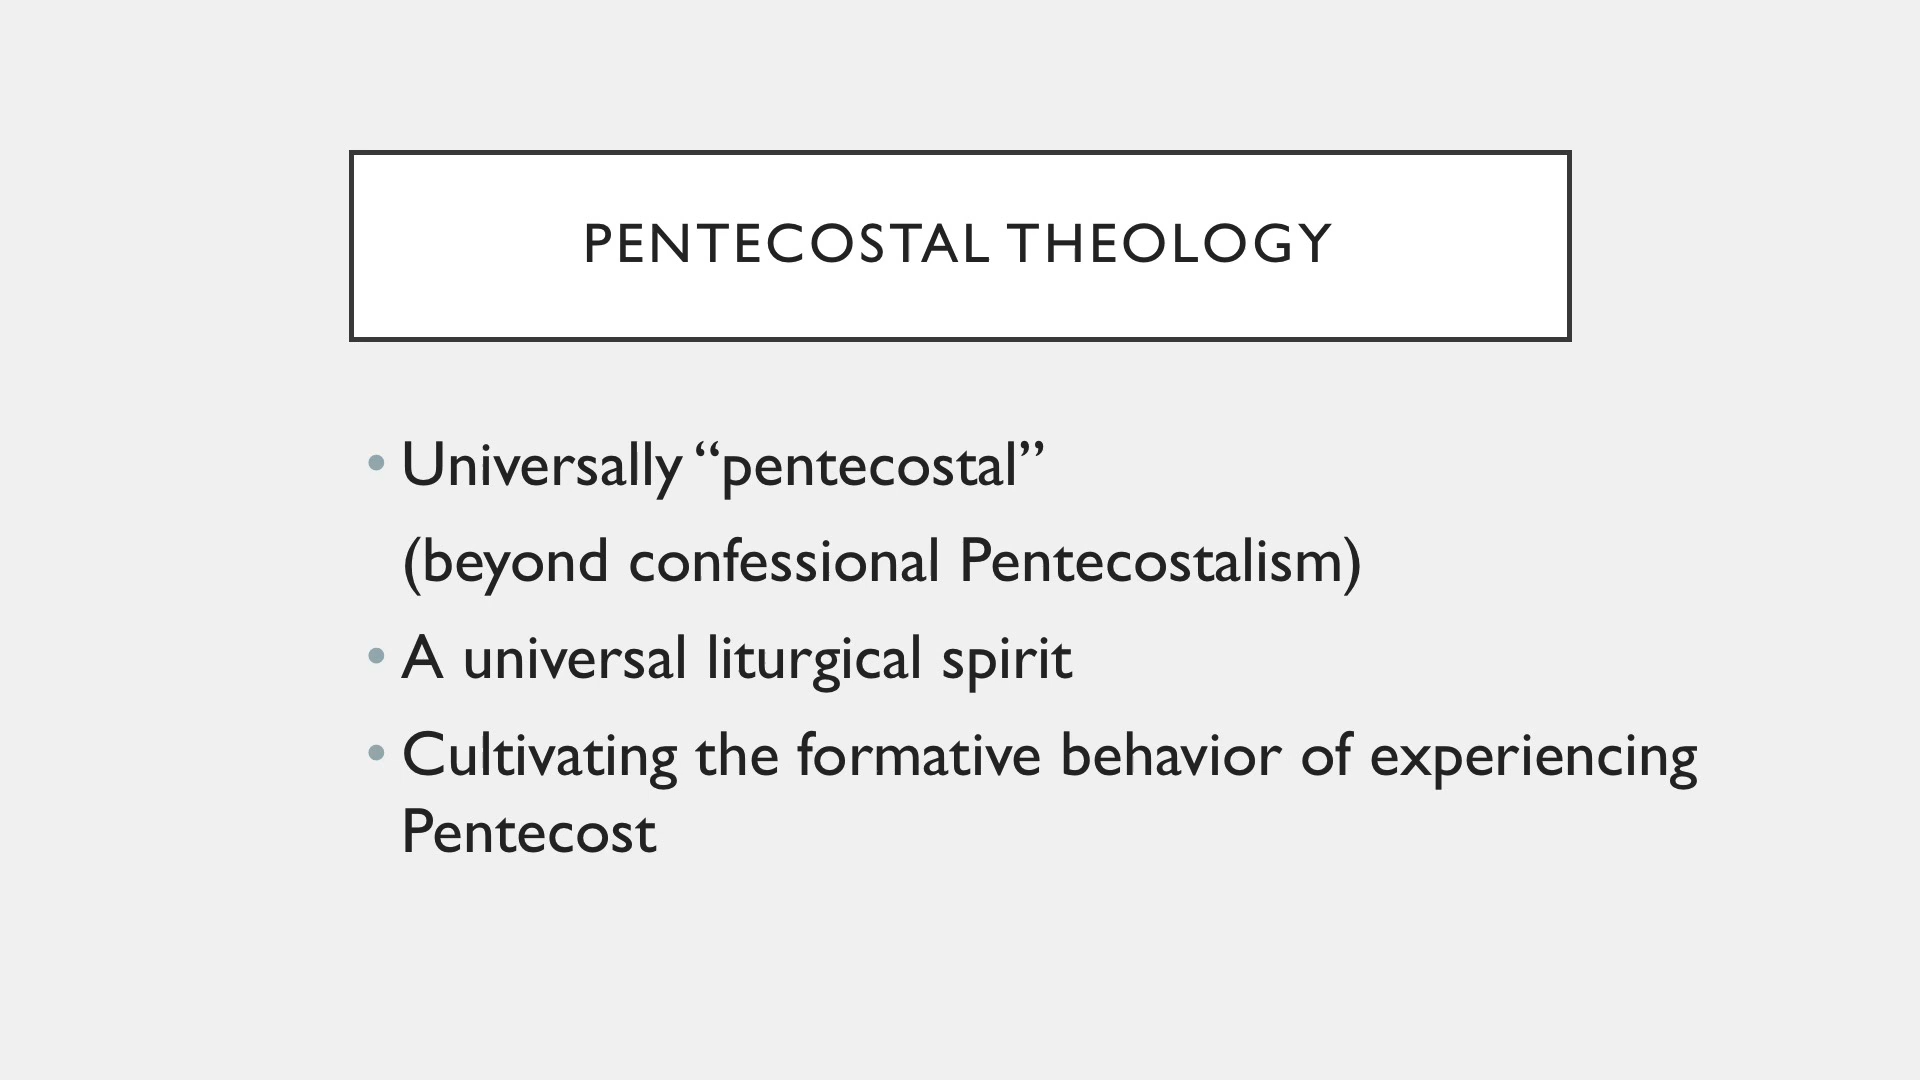 PENTECOSTAL THEOLOGY
• Universally “pentecostal”
(beyond confessional Pentecostalism)
• A universal liturgical spirit
• Cultivating the formative behavior of experiencing
Pentecost